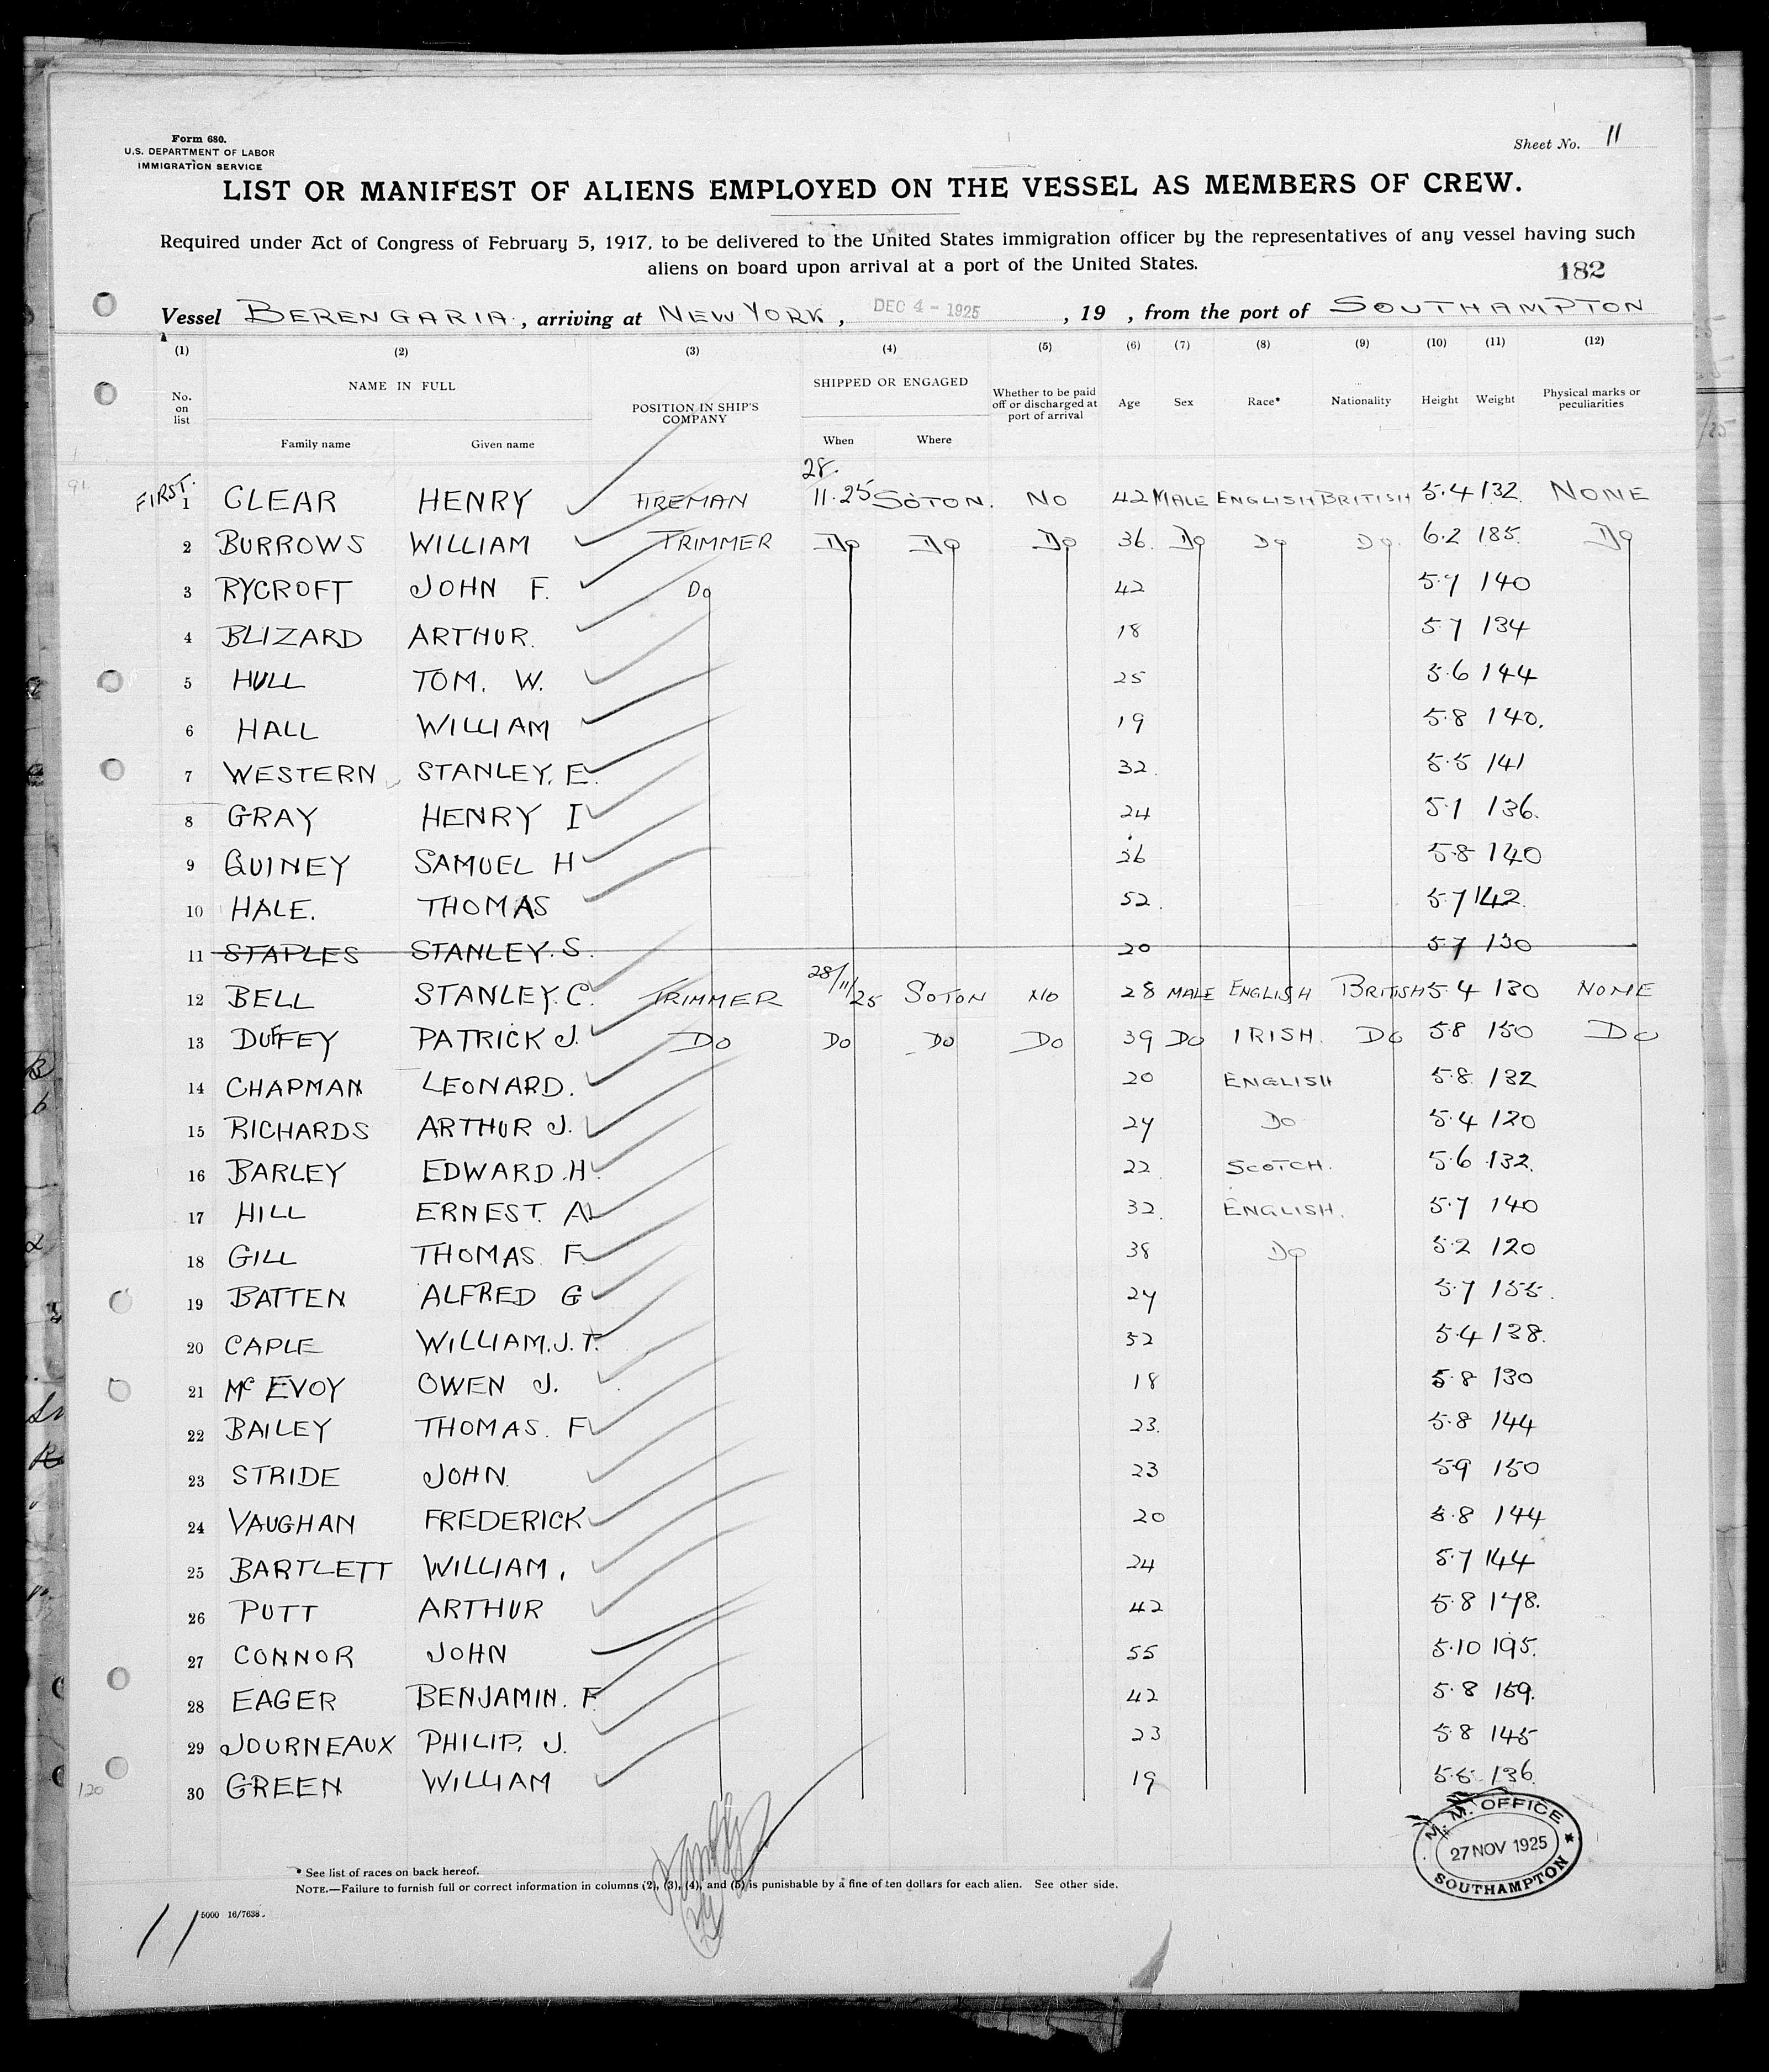 Form 680.
U.S. DEPARTMENT OF LABOR
IMMIGRATION SERVICE
Sheet No. 11
LIST OR MANIFEST OF ALIENS EMPLOYED ON THE VESSEL AS MEMBERS OF CREW.
Required under Act of Congress of February 5, 1917, to be delivered to the United States immigration officer by the representatives of any vessel having such
aliens on board upon arrival at a port of the United States.
182
Vessel BERENGARIA, arriving at NEW YORK, DEC 4 - 1925, 19 , from the port of SOUTHAMPTON
(1) (2) (3) (4) (5) (6) (7) (8) (9) (10) (11) (12)
No. on list NAME IN FULL Family name Given name POSITION IN SHIP'S COMPANY SHIPPED OR ENGAGED When Where Whether to be paid off or discharged at port of arrival Age Sex Race* Nationality Height Weight Physical marks or peculiarities
91
FIRST.
1 CLEAR HENRY FIREMAN 28. 11.25 SOTON. NO 42 MALE ENGLISH BRITISH 5.4 132. NONE
2 BURROWS WILLIAM TRIMMER Do Do Do 36. Do Do Do. 6.2 185. Do
3 RYCROFT JOHN F. Do 42 5.7 140
4 BLIZARD ARTHUR. 18 5.7 134
5 HULL TOM. W. 25 5.6 144
6 HALL WILLIAM 19 5.8 140.
7 WESTERN STANLEY. E. 32. 5.5 141
8 GRAY HENRY I 24 5.1 136.
9 QUINEY SAMUEL H 36 5.8 140
10 HALE. THOMAS 52. 5.7 142.
11 STAPLES STANLEY. S. 20 5.7 130
12 BELL STANLEY. C. TRIMMER 28/11/25 SOTON NO 28 MALE ENGLISH BRITISH 5.4 130 NONE
13 DUFFEY PATRICK J. Do Do Do Do 39 Do IRISH. Do 5.8 150 Do
14 CHAPMAN LEONARD. 20 ENGLISH 5.8. 132
15 RICHARDS ARTHUR J. 24 Do 5.4 120
16 BARLEY EDWARD. H. 22 SCOTCH. 5.6 132.
17 HILL ERNEST. A 32. ENGLISH. 5.7 140
18 GILL THOMAS F. 38 Do 5.2 120
19 BATTEN ALFRED G 24 5.7 155.
20 CAPLE WILLIAM. J. T. 52 5.4 138.
21 Mc EVOY OWEN J. 18 5.8 130
22 BAILEY THOMAS. F 23. 5.8 144
23 STRIDE JOHN. 23 5.9 150
24 VAUGHAN FREDERICK 20 5.8 144
25 BARTLETT WILLIAM, 24 5.7 144
26 PUTT ARTHUR 42 5.8 178.
27 CONNOR JOHN 55 5.10 195.
28 EAGER BENJAMIN. F. 42 5.8 159.
29 JOURNEAUX PHILIP. J. 23 5.8 145
120
30 GREEN WILLIAM 19 5.5 136.
M. M. OFFICE
27 NOV 1925
SOUTHAMPTON
* See list of races on back hereof.
NOTE.—Failure to furnish full or correct information in columns (2), (3), (4), and (5) is punishable by a fine of ten dollars for each alien. See other side.
5000 16/7638.
11